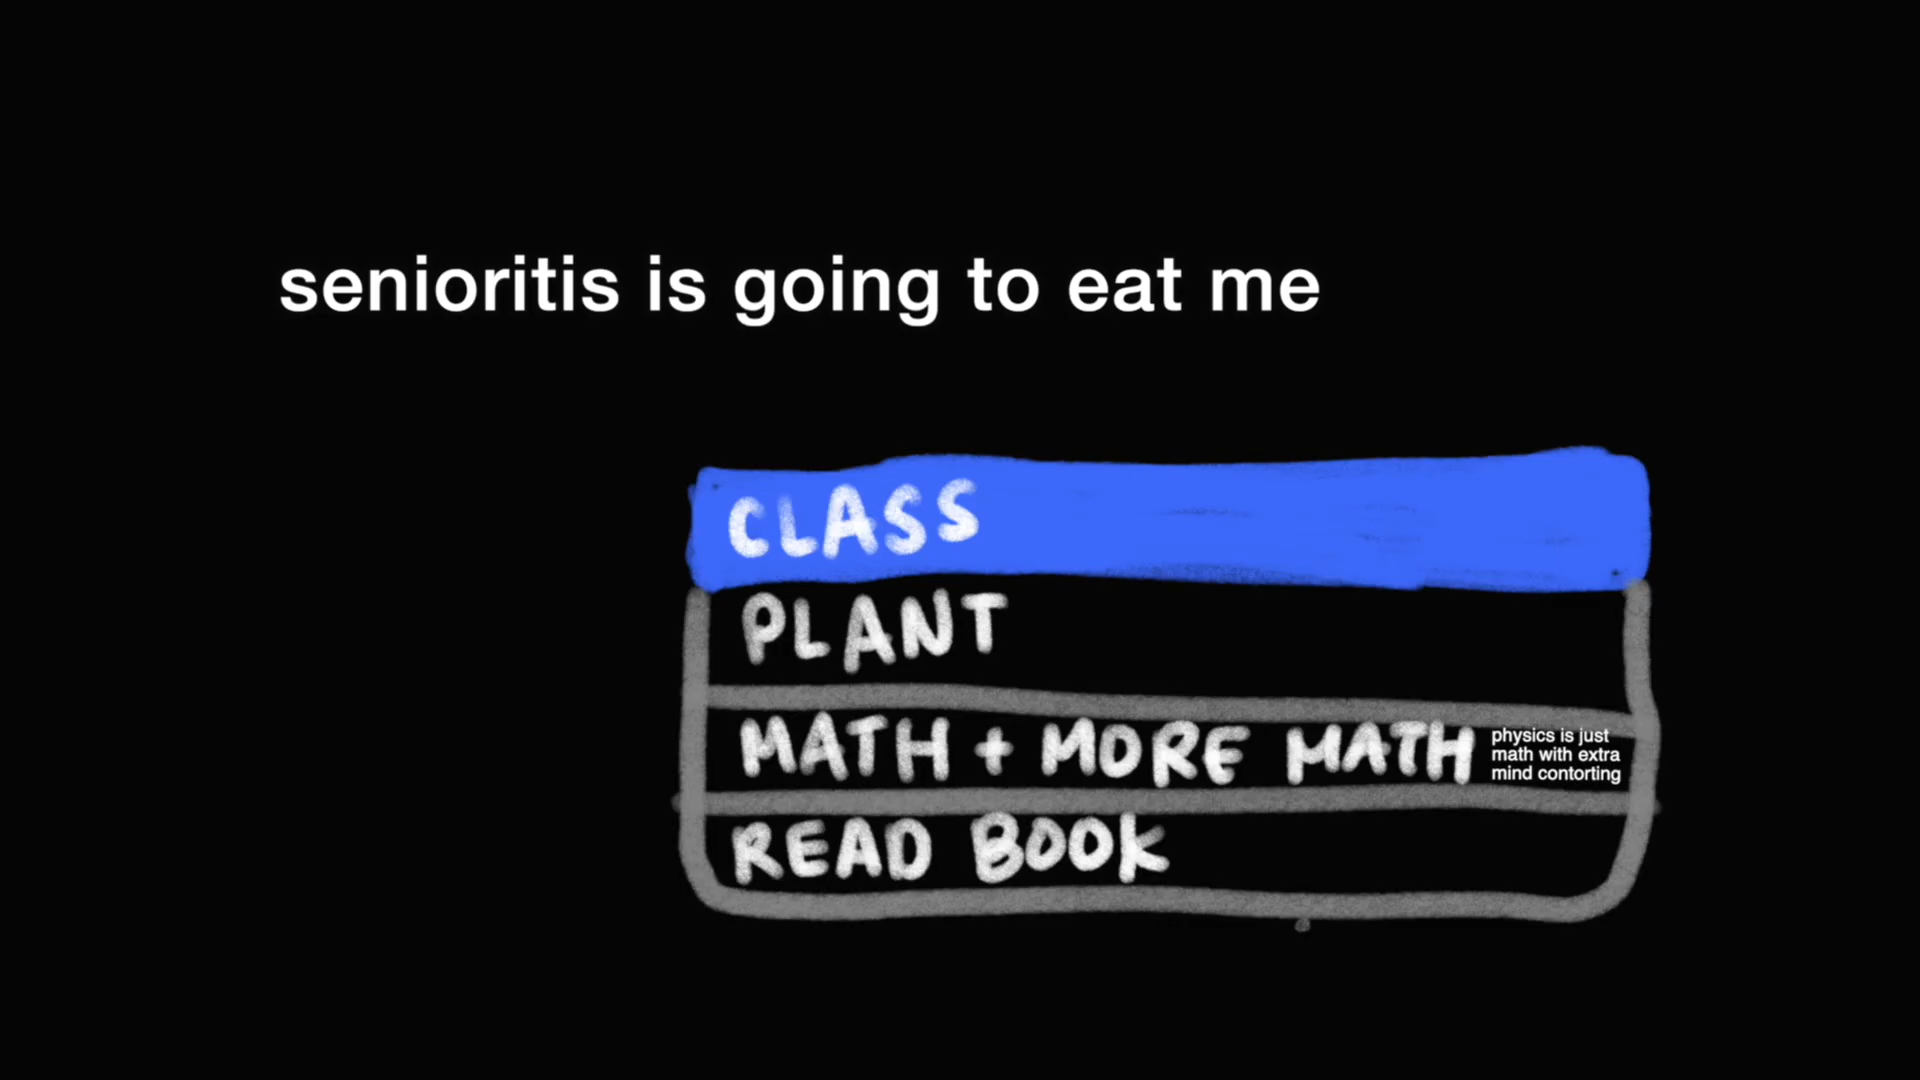 senioritis is going to eat me
CLASS
PLANT
MATH + MORE MATH
physics is just
math with extra
mind contorting
READ BOOK